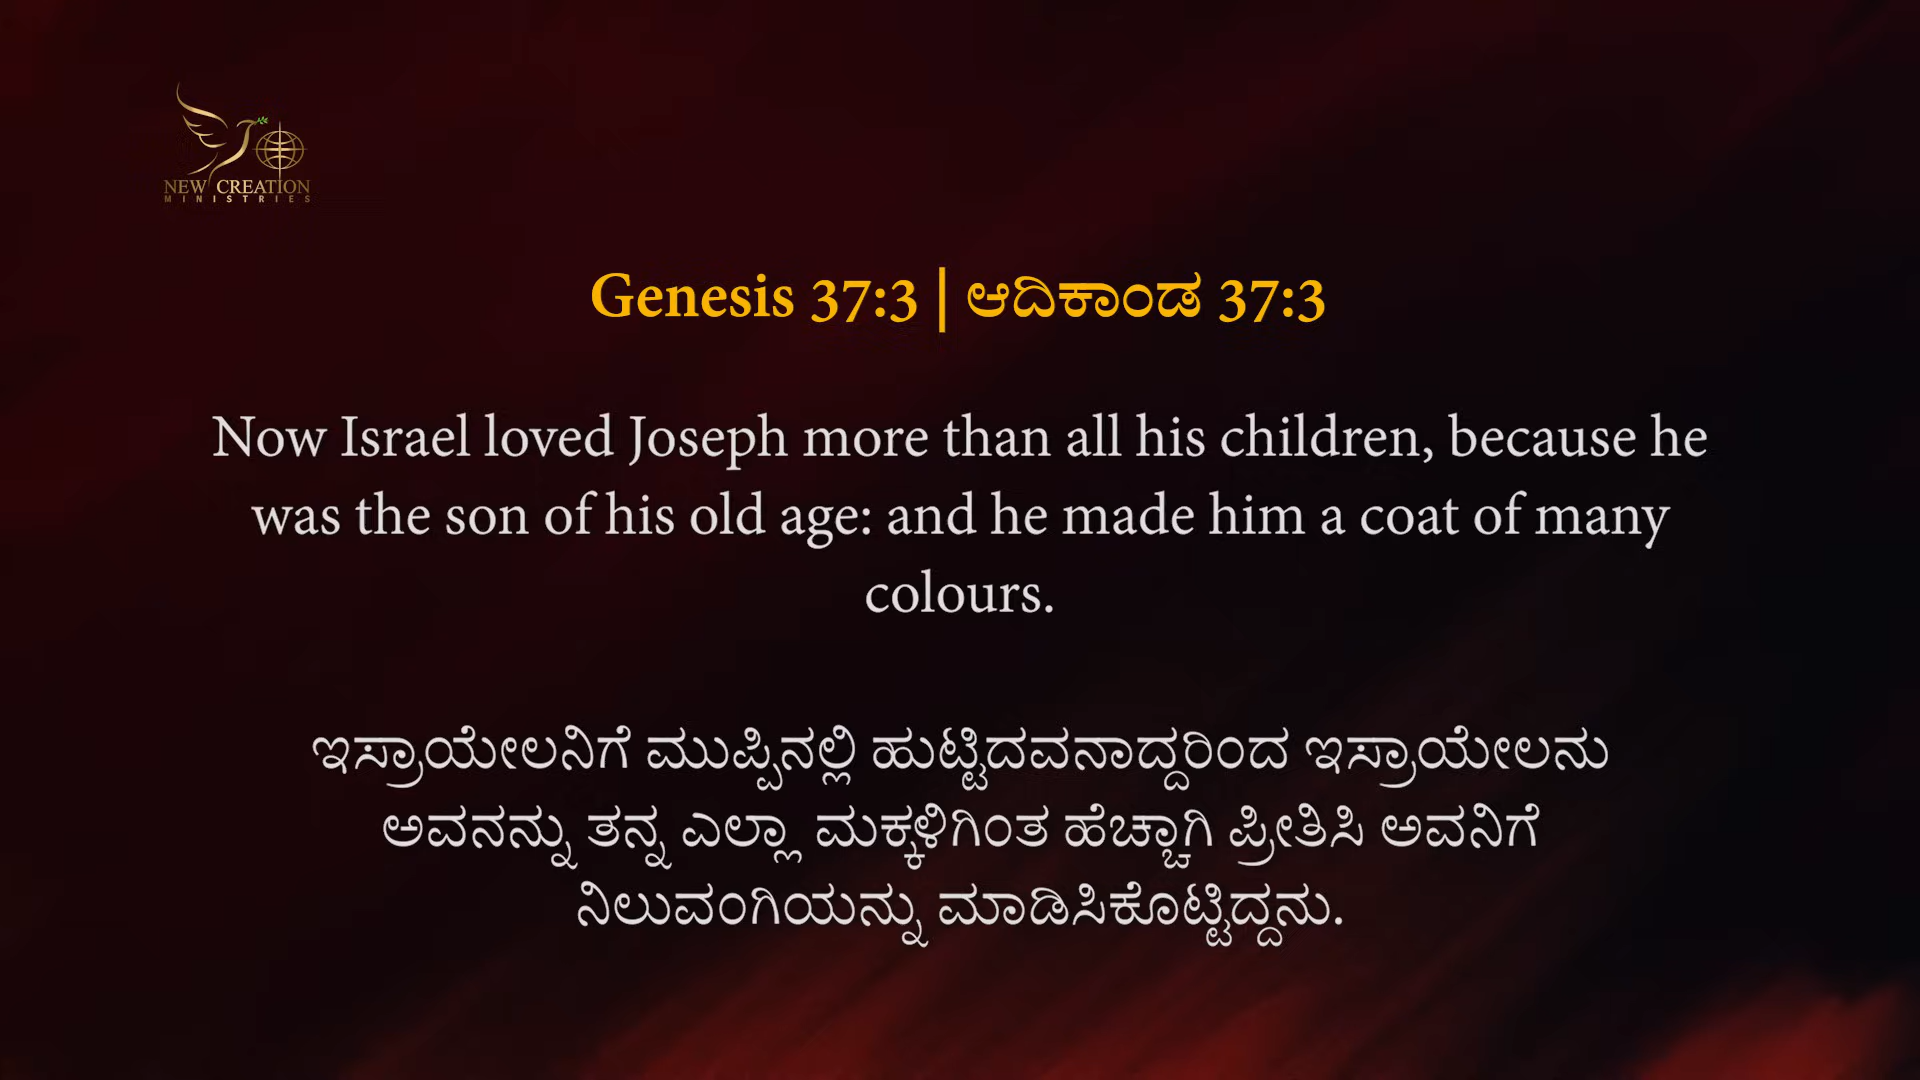 NEW CREATION
MINISTRIES
Genesis 37:3 | ಆದಿಕಾಂಡ 37:3
Now Israel loved Joseph more than all his children, because he
was the son of his old age: and he made him a coat of many
colours.
ಇಸ್ರಾಯೇಲನಿಗೆ ಮುಪ್ಪಿನಲ್ಲಿ ಹುಟ್ಟಿದವನಾದ್ದರಿಂದ ಇಸ್ರಾಯೇಲನು
ಅವನನ್ನು ತನ್ನ ಎಲ್ಲಾ ಮಕ್ಕಳಿಗಿಂತ ಹೆಚ್ಚಾಗಿ ಪ್ರೀತಿಸಿ ಅವನಿಗೆ
ನಿಲುವಂಗಿಯನ್ನು ಮಾಡಿಸಿಕೊಟ್ಟಿದ್ದನು.